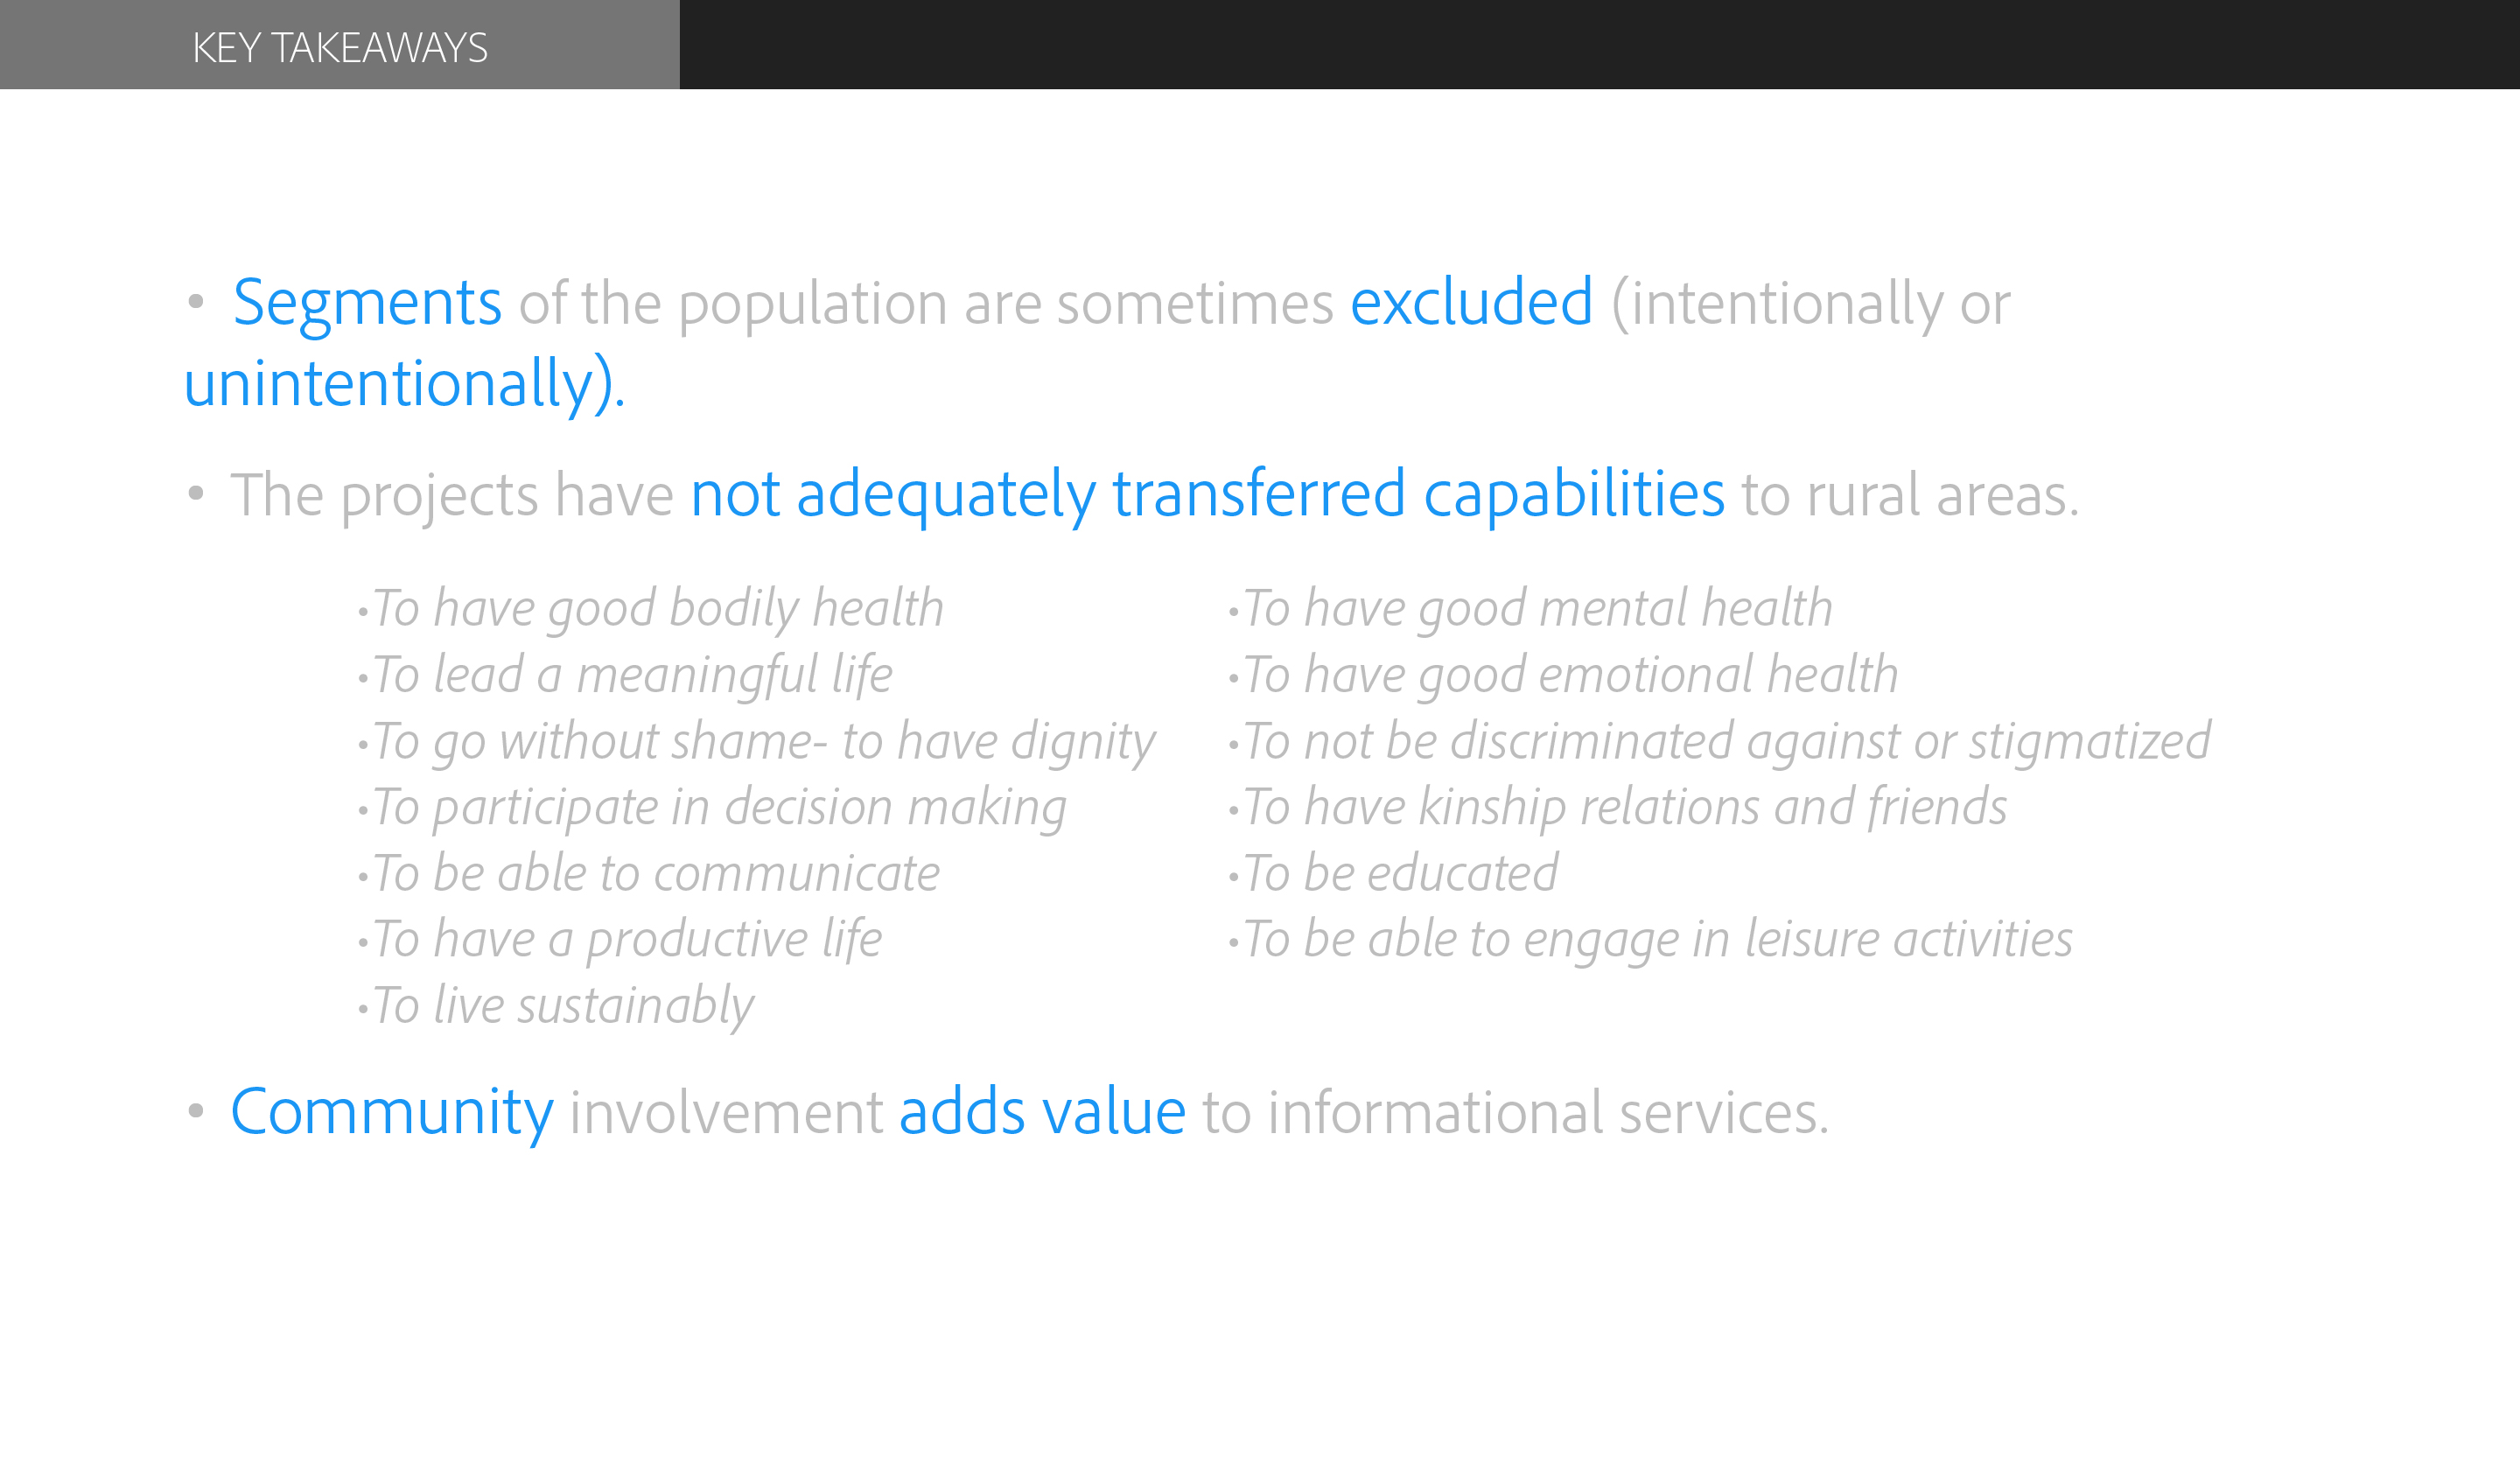 KEY TAKEAWAYS
• Segments of the population are sometimes excluded (intentionally or
unintentionally).
• The projects have not adequately transferred capabilities to rural areas.
•To have good bodily health
•To lead a meaningful life
•To go without shame- to have dignity
•To participate in decision making
•To be able to communicate
•To have a productive life
•To live sustainably
•To have good mental health
•To have good emotional health
•To not be discriminated against or stigmatized
•To have kinship relations and friends
•To be educated
•To be able to engage in leisure activities
• Community involvement adds value to informational services.